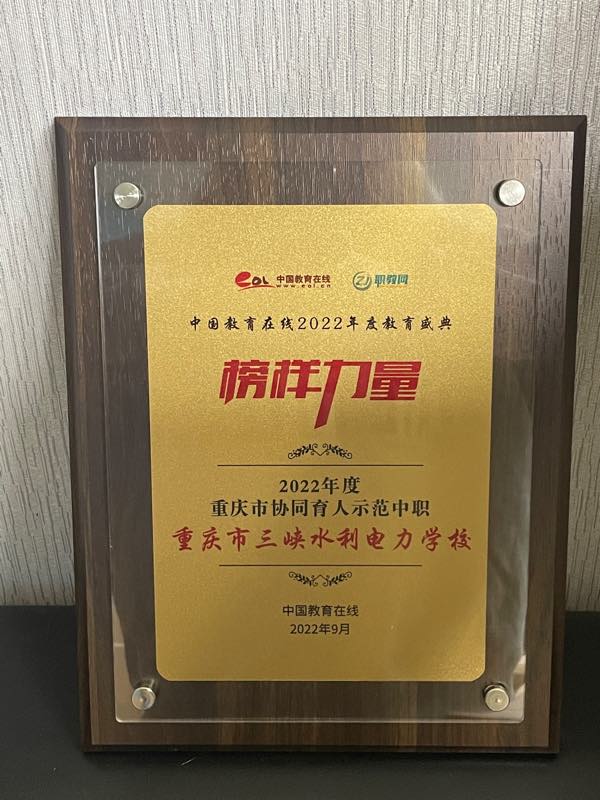 eol 中国教育在线 www.eol.cn ZJ 职教网
中国教育在线2022年度教育盛典
榜样力量
2022年度
重庆市协同育人示范中职
重庆市三峡水利电力学校
中国教育在线
2022年9月